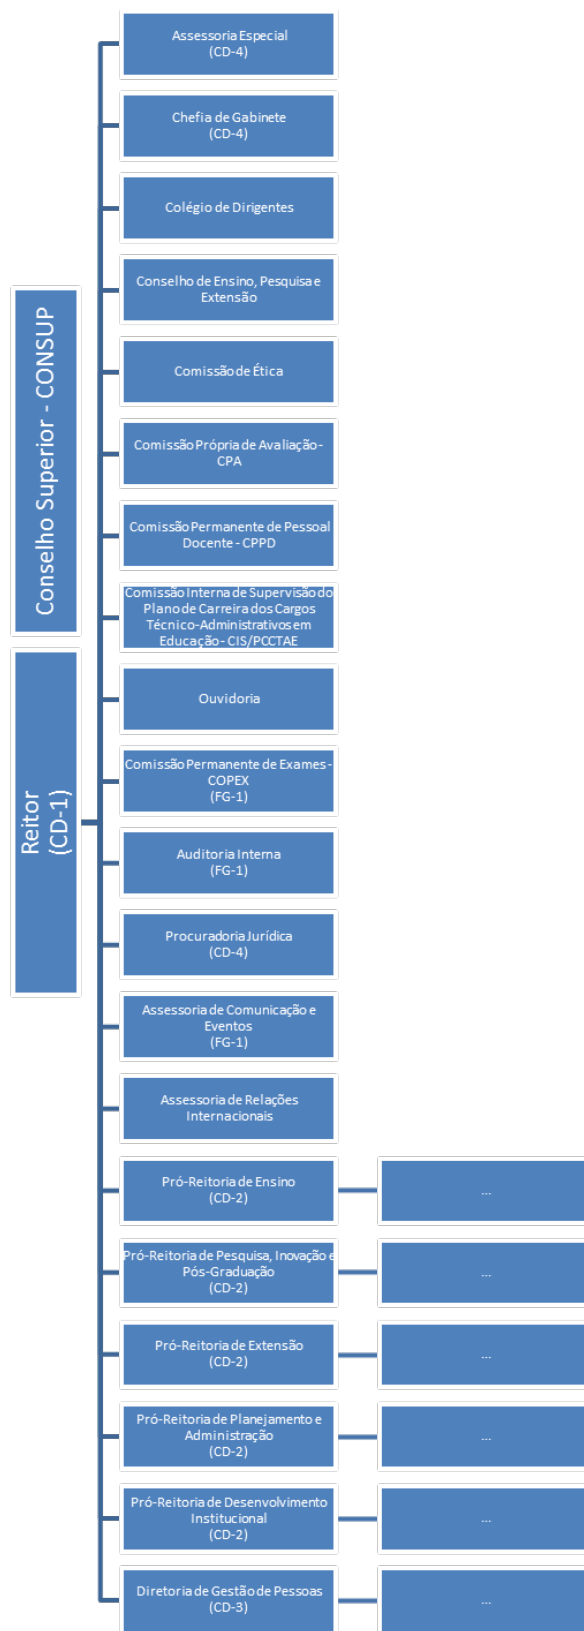 Assessoria Especial
(CD-4)
Chefia de Gabinete
(CD-4)
Colégio de Dirigentes
Conselho de Ensino, Pesquisa e
Extensão
Comissão de Ética
Comissão Própria de Avaliação -
CPA
Comissão Permanente de Pessoal
Docente - CPPD
Comissão Interna de Supervisão do
Plano de Carreira dos Cargos
Técnico-Administrativos em
Educação - CIS/PCCTAE
Ouvidoria
Comissão Permanente de Exames -
COPEX
(FG-1)
Auditoria Interna
(FG-1)
Procuradoria Jurídica
(CD-4)
Assessoria de Comunicação e
Eventos
(FG-1)
Assessoria de Relações
Internacionais
Pró-Reitoria de Ensino
(CD-2)
...
Pró-Reitoria de Pesquisa, Inovação e
Pós-Graduação
(CD-2)
...
Pró-Reitoria de Extensão
(CD-2)
...
Pró-Reitoria de Planejamento e
Administração
(CD-2)
...
Pró-Reitoria de Desenvolvimento
Institucional
(CD-2)
...
Diretoria de Gestão de Pessoas
(CD-3)
...
Conselho Superior - CONSUP
Reitor
(CD-1)